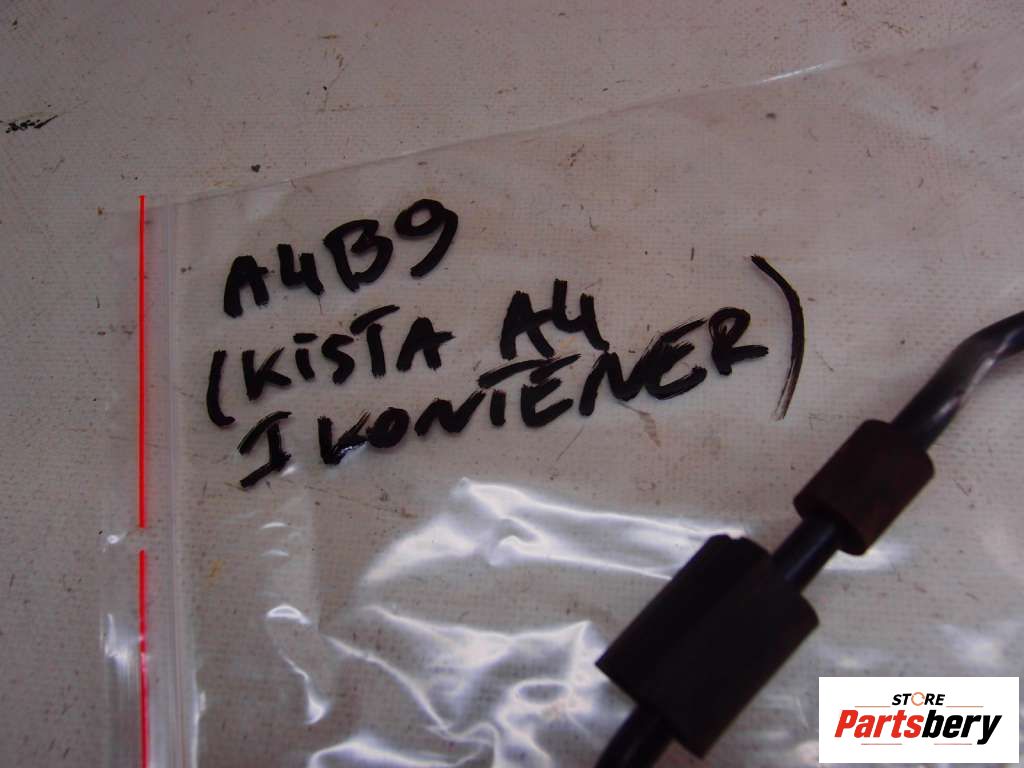 A4B9
(KiSTA A4
I KONTENER)
STORE
Partsbery